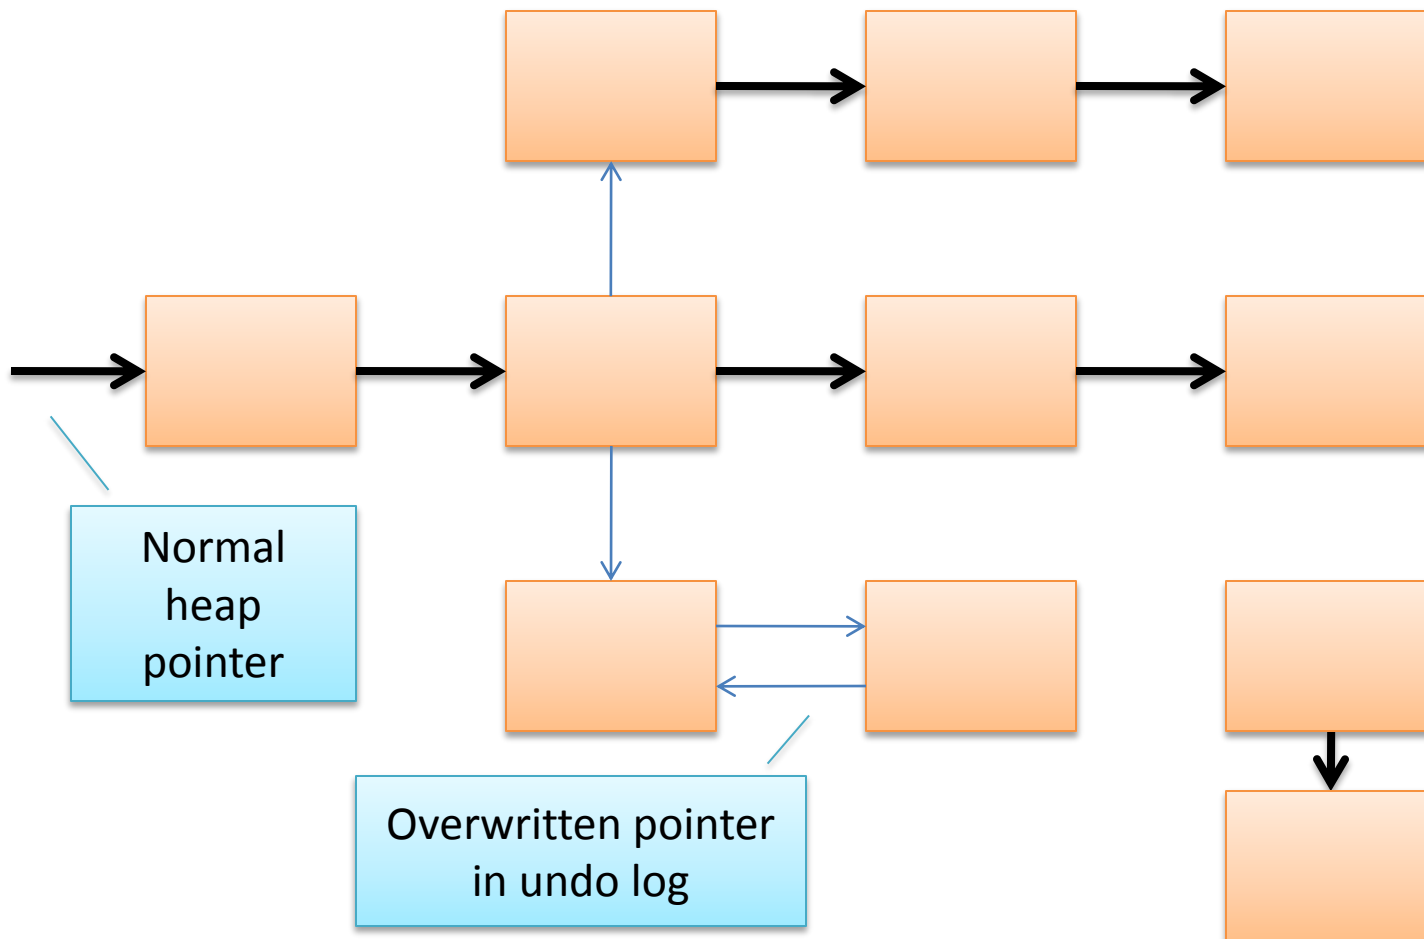 Normal
heap
pointer
Overwritten pointer
in undo log